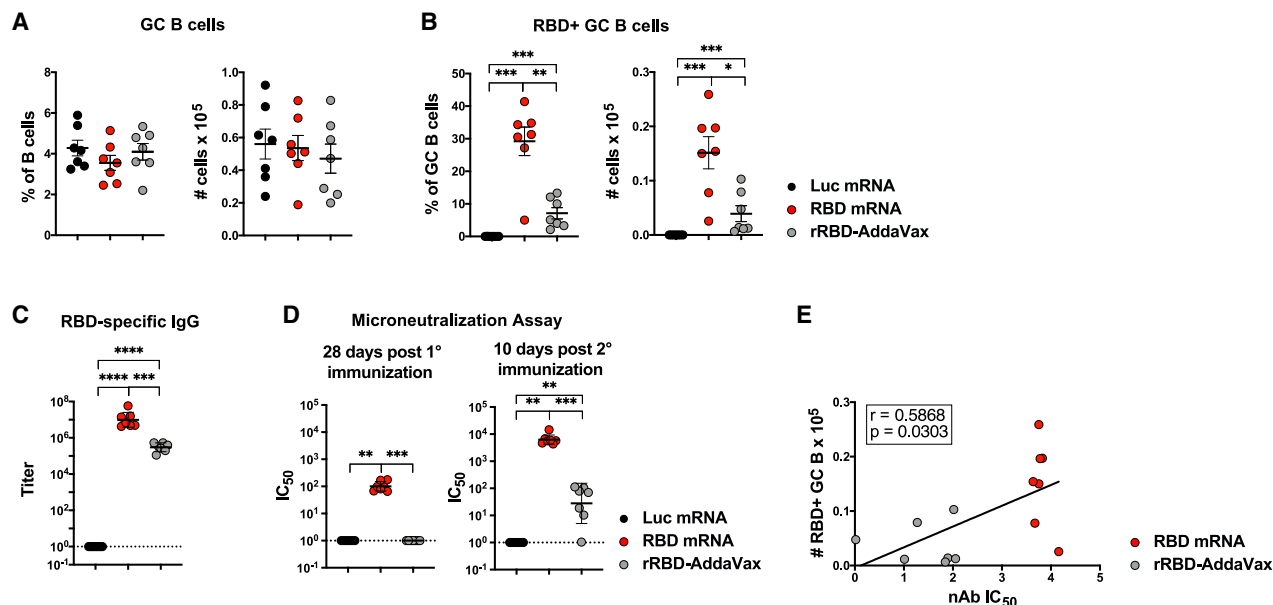 A
GC B cells
% of B cells
8
6
4
2
0
# cells x 10⁵
1.0
0.8
0.6
0.4
0.2
0.0
B
RBD+ GC B cells
***
*** **
% of GC B cells
50
40
30
20
10
0
***
*** *
# cells x 10⁵
0.3
0.2
0.1
0.0
Luc mRNA
RBD mRNA
rRBD-AddaVax
C
RBD-specific IgG
****
**** ***
Titer
10⁸
10⁶
10⁴
10²
10⁰
10⁻¹
D
Microneutralization Assay
28 days post 1°
immunization
** ***
IC₅₀
10⁵
10⁴
10³
10²
10¹
10⁰
10⁻¹
10 days post 2°
immunization
**
** ***
IC₅₀
10⁵
10⁴
10³
10²
10¹
10⁰
10⁻¹
Luc mRNA
RBD mRNA
rRBD-AddaVax
E
r = 0.5868
p = 0.0303
# RBD+ GC B x 10⁵
0.3
0.2
0.1
0.0
0 1 2 3 4 5
nAb IC₅₀
RBD mRNA
rRBD-AddaVax